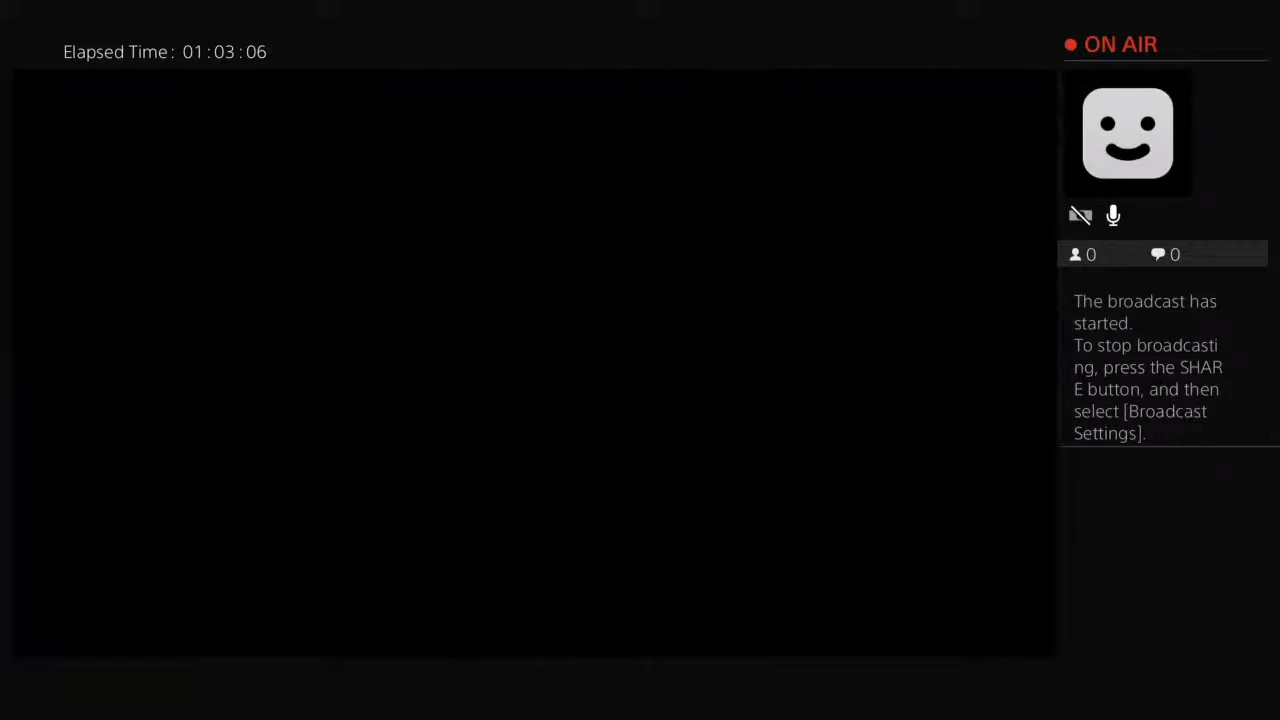 Elapsed Time: 01:03:06
ON AIR
0 0
The broadcast has
started.
To stop broadcasti
ng, press the SHAR
E button, and then
select [Broadcast
Settings].